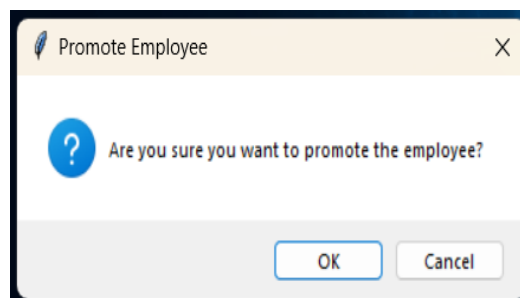 Promote Employee
Are you sure you want to promote the employee?
OK
Cancel